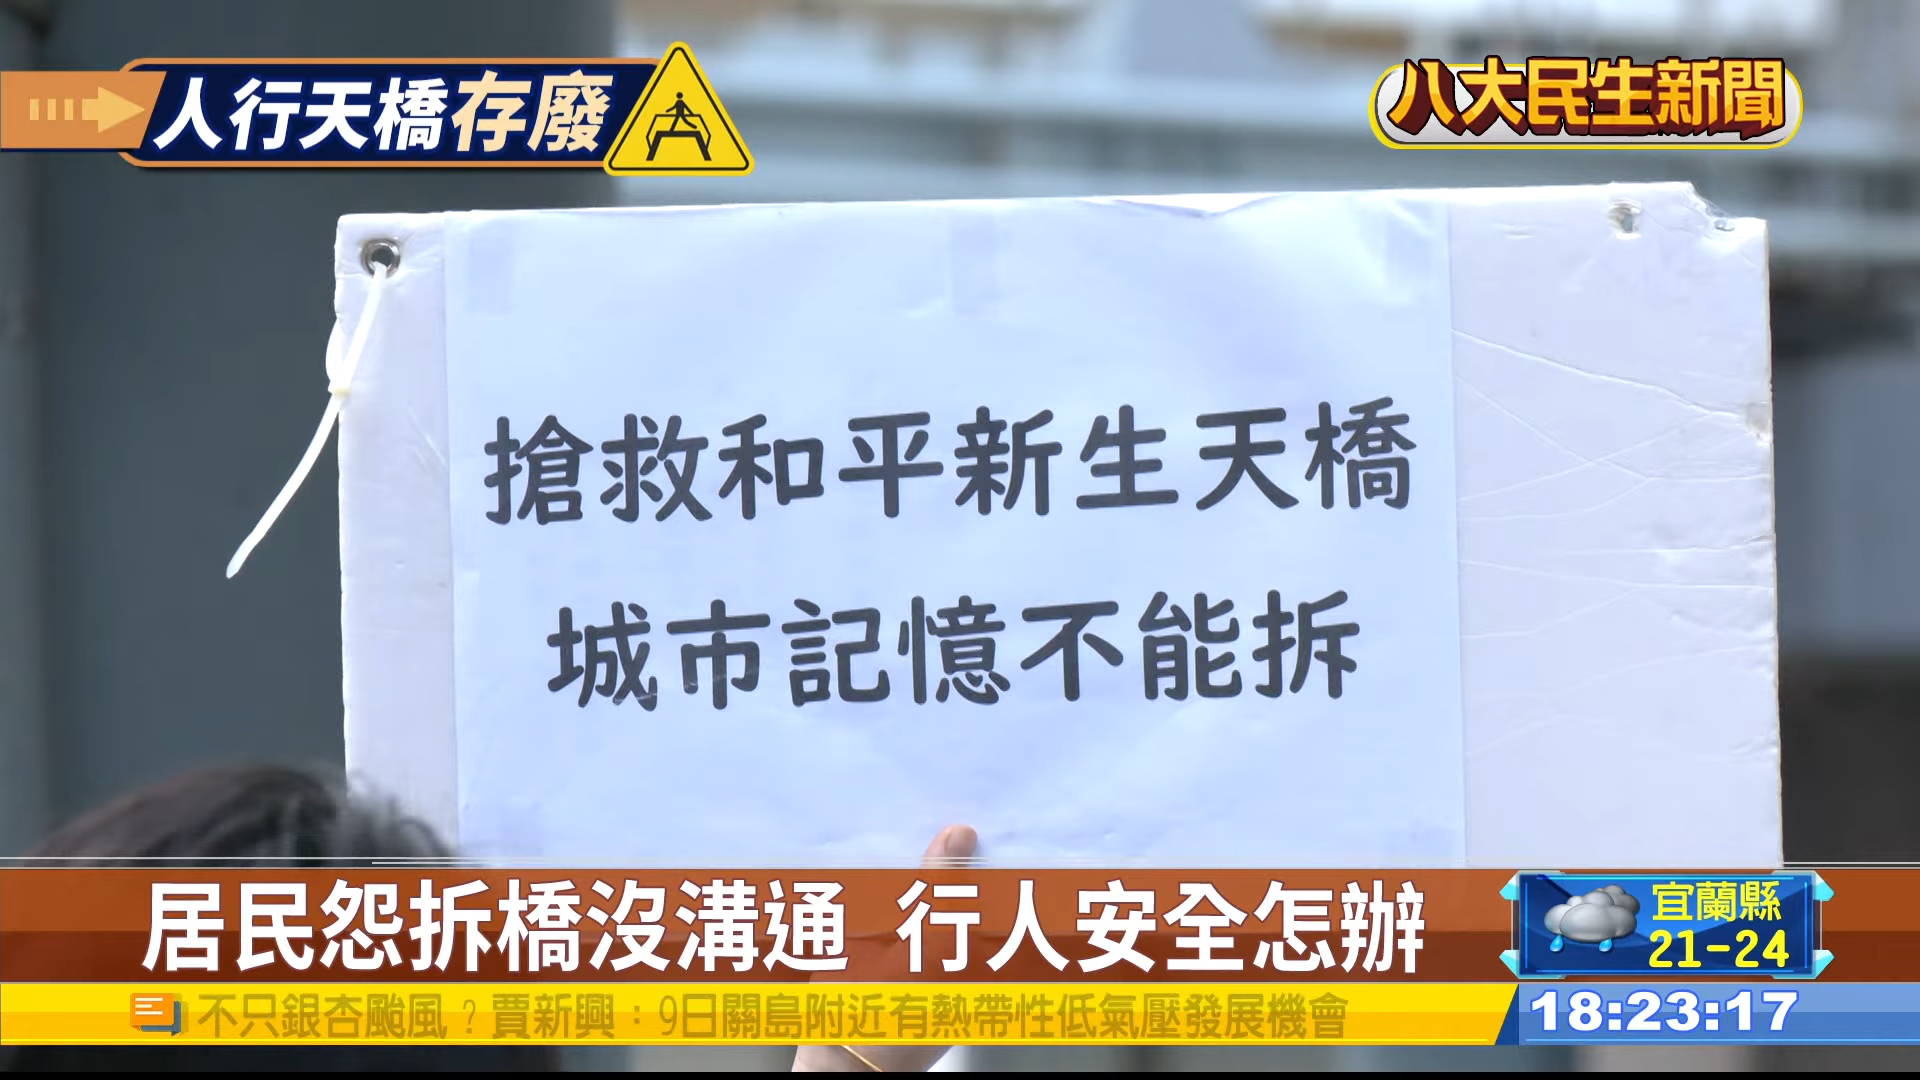 人行天橋存廢
八大民生新聞
搶救和平新生天橋
城市記憶不能拆
居民怨拆橋沒溝通 行人安全怎辦
宜蘭縣
21-24
不只銀杏颱風？賈新興：9日關島附近有熱帶性低氣壓發展機會
18:23:17